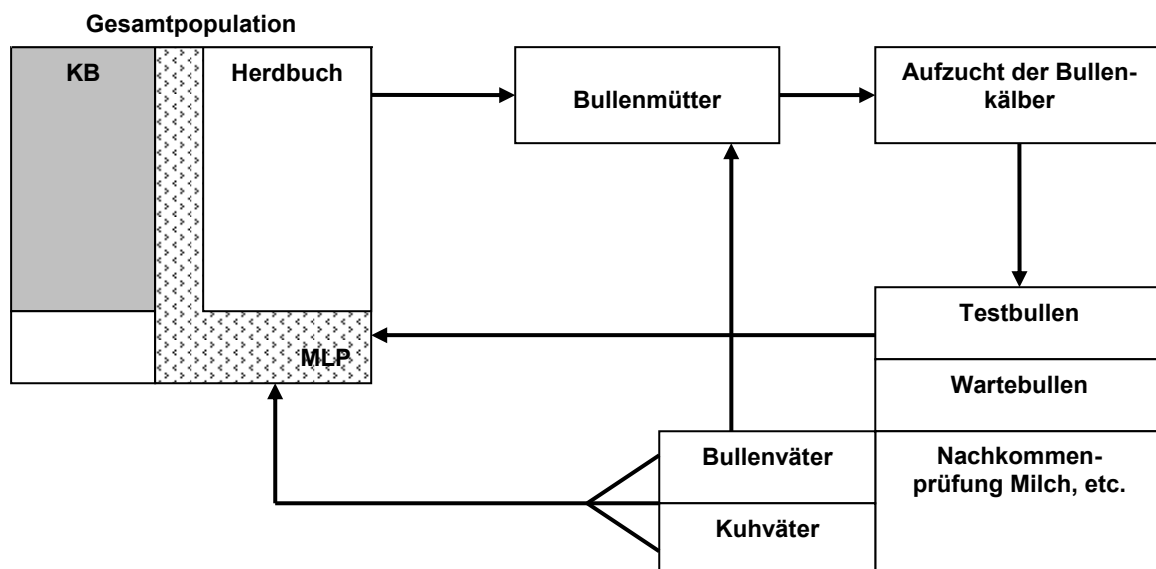 Gesamtpopulation
KB
Herdbuch
MLP
Bullenmütter
Aufzucht der Bullen-
kälber
Testbullen
Wartebullen
Nachkommen-
prüfung Milch, etc.
Bullenväter
Kuhväter